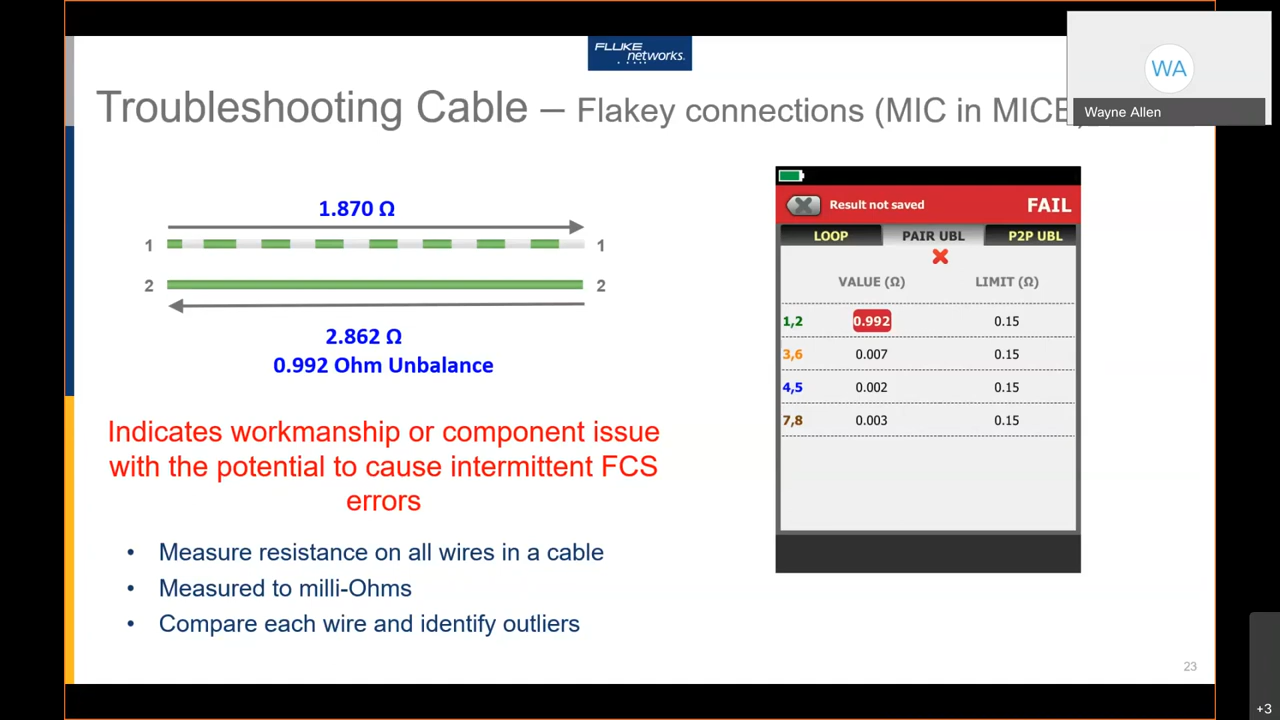 FLUKE
networks.
WA
Wayne Allen
Troubleshooting Cable – Flakey connections (MIC in MICE
1.870 Ω
1 1
2 2
2.862 Ω
0.992 Ohm Unbalance
Indicates workmanship or component issue
with the potential to cause intermittent FCS
errors
• Measure resistance on all wires in a cable
• Measured to milli-Ohms
• Compare each wire and identify outliers
Result not saved FAIL
LOOP PAIR UBL P2P UBL
VALUE (Ω) LIMIT (Ω)
1,2 0.992 0.15
3,6 0.007 0.15
4,5 0.002 0.15
7,8 0.003 0.15
23
+3